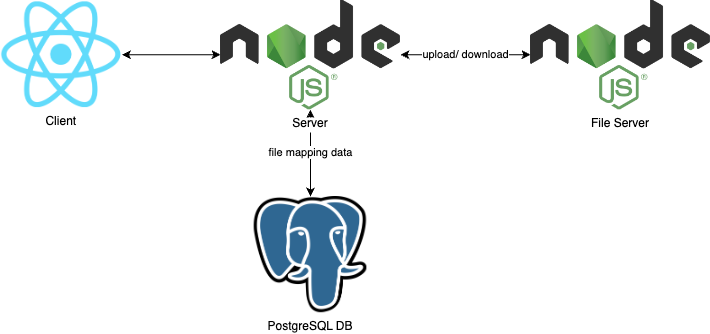 node
JS®
node
JS®
upload/ download
Client
Server
File Server
file mapping data
PostgreSQL DB